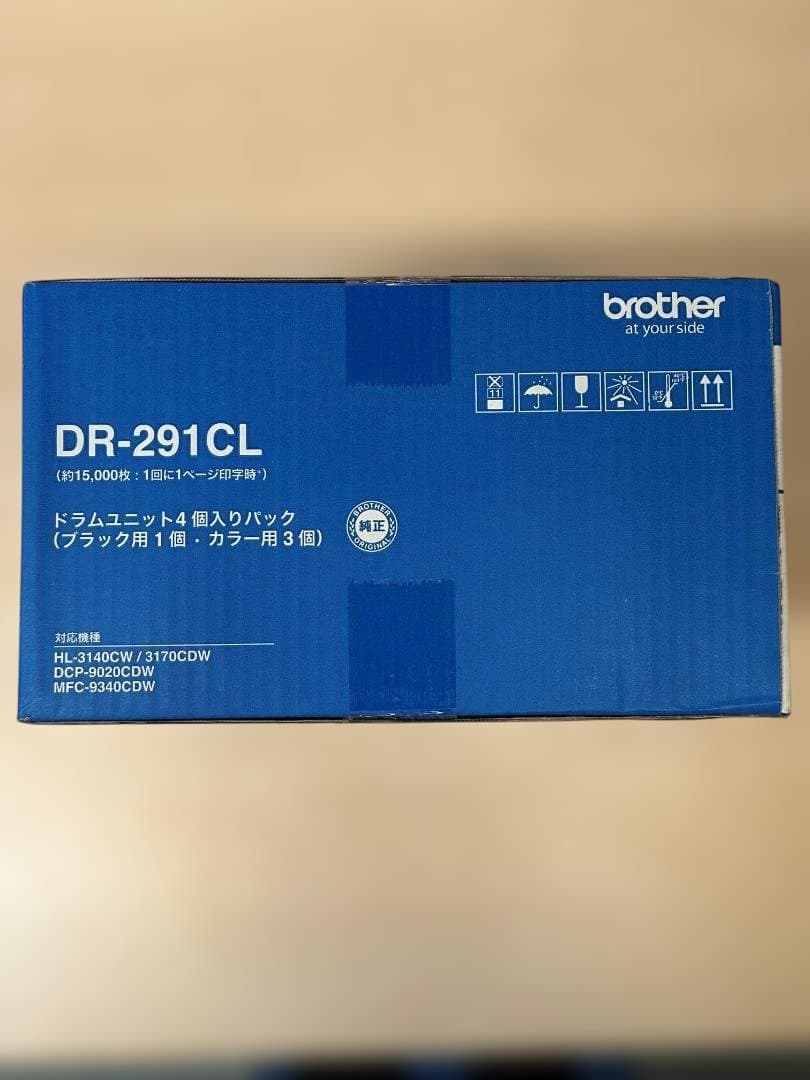 brother
at your side
11
DR-291CL
(約15,000枚:1回に1ページ印字時*)
ドラムユニット4個入りパック
(ブラック用1個・カラー用3個)
BROTHER
純正
ORIGINAL
対応機種
HL-3140CW / 3170CDW
DCP-9020CDW
MFC-9340CDW